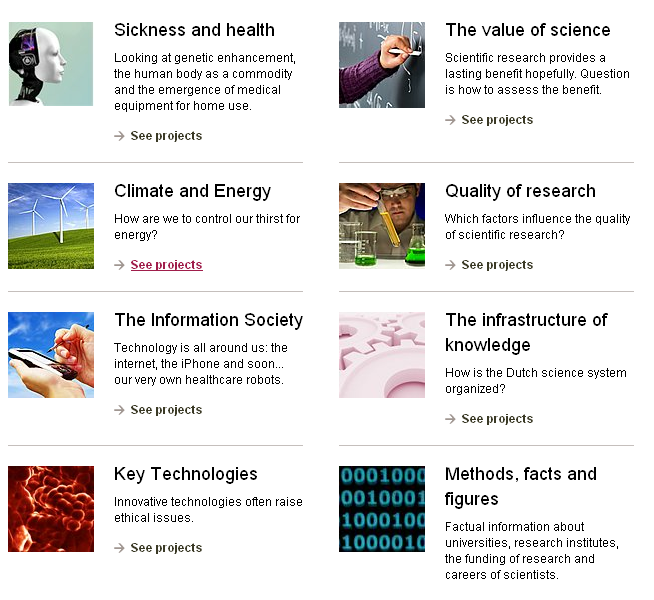 Sickness and health
Looking at genetic enhancement,
the human body as a commodity
and the emergence of medical
equipment for home use.
See projects
The value of science
Scientific research provides a
lasting benefit hopefully. Question
is how to assess the benefit.
See projects
Climate and Energy
How are we to control our thirst for
energy?
See projects
Quality of research
Which factors influence the quality
of scientific research?
See projects
The Information Society
Technology is all around us: the
internet, the iPhone and soon...
our very own healthcare robots.
See projects
The infrastructure of
knowledge
How is the Dutch science system
organized?
See projects
Key Technologies
Innovative technologies often raise
ethical issues.
See projects
0001000
0010001
1000100
1000010
Methods, facts and
figures
Factual information about
universities, research institutes,
the funding of research and
careers of scientists.